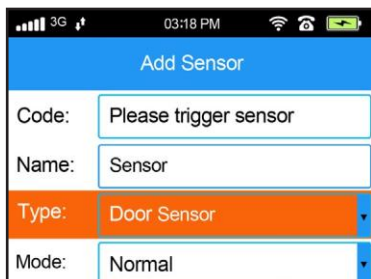 3G 03:18 PM
Add Sensor
Code: Please trigger sensor
Name: Sensor
Type: Door Sensor
Mode: Normal